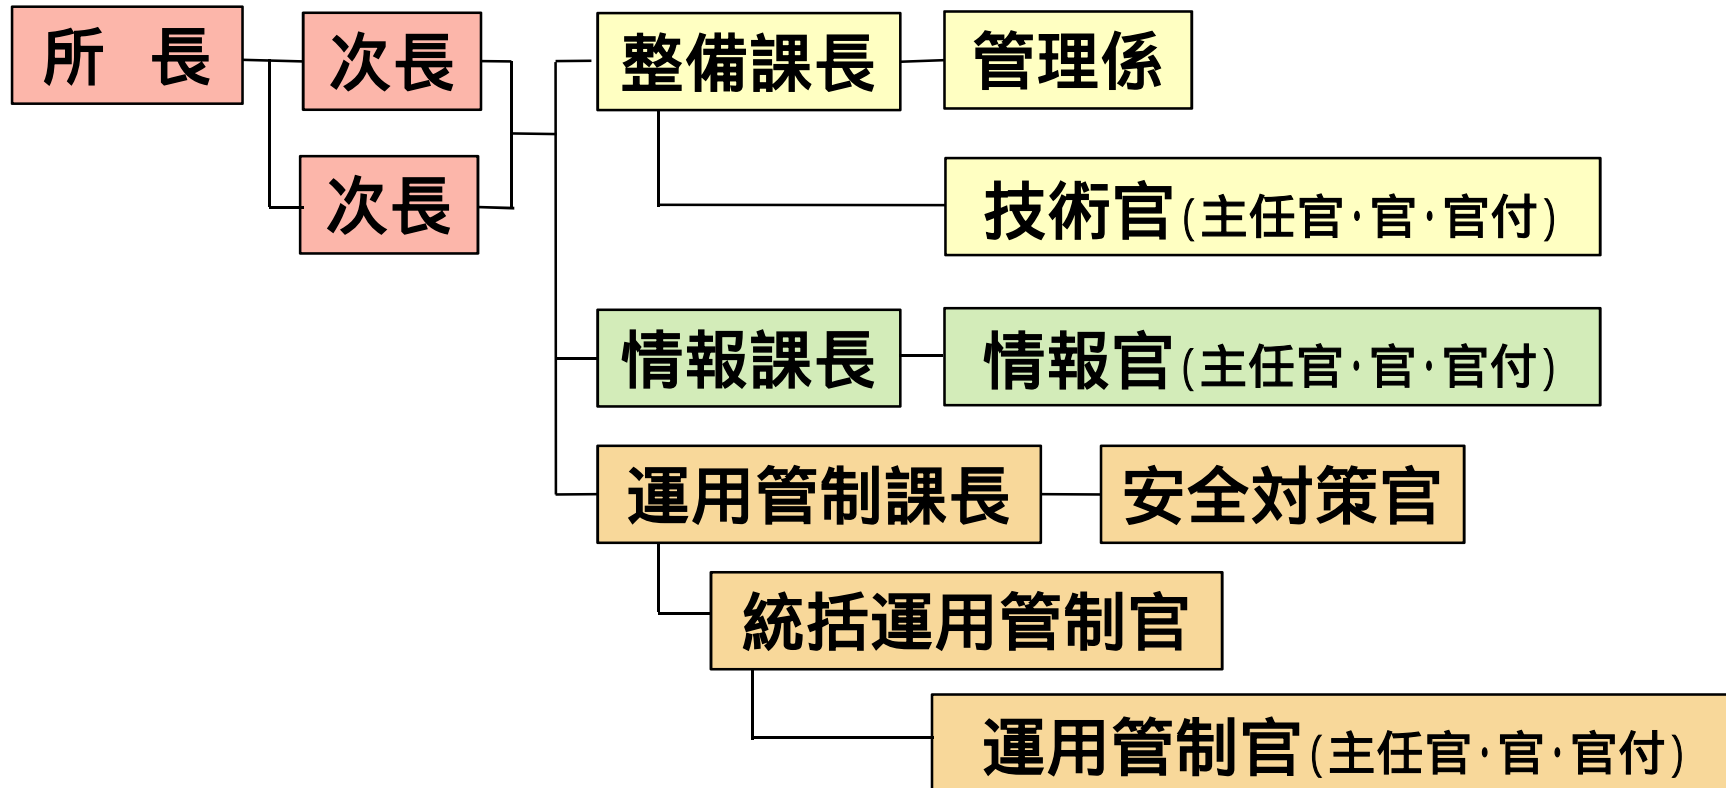 所 長
次長
整備課長
管理係
次長
技術官(主任官·官·官付)
情報課長
情報官(主任官·官·官付)
運用管制課長
安全対策官
統括運用管制官
運用管制官(主任官·官·官付)